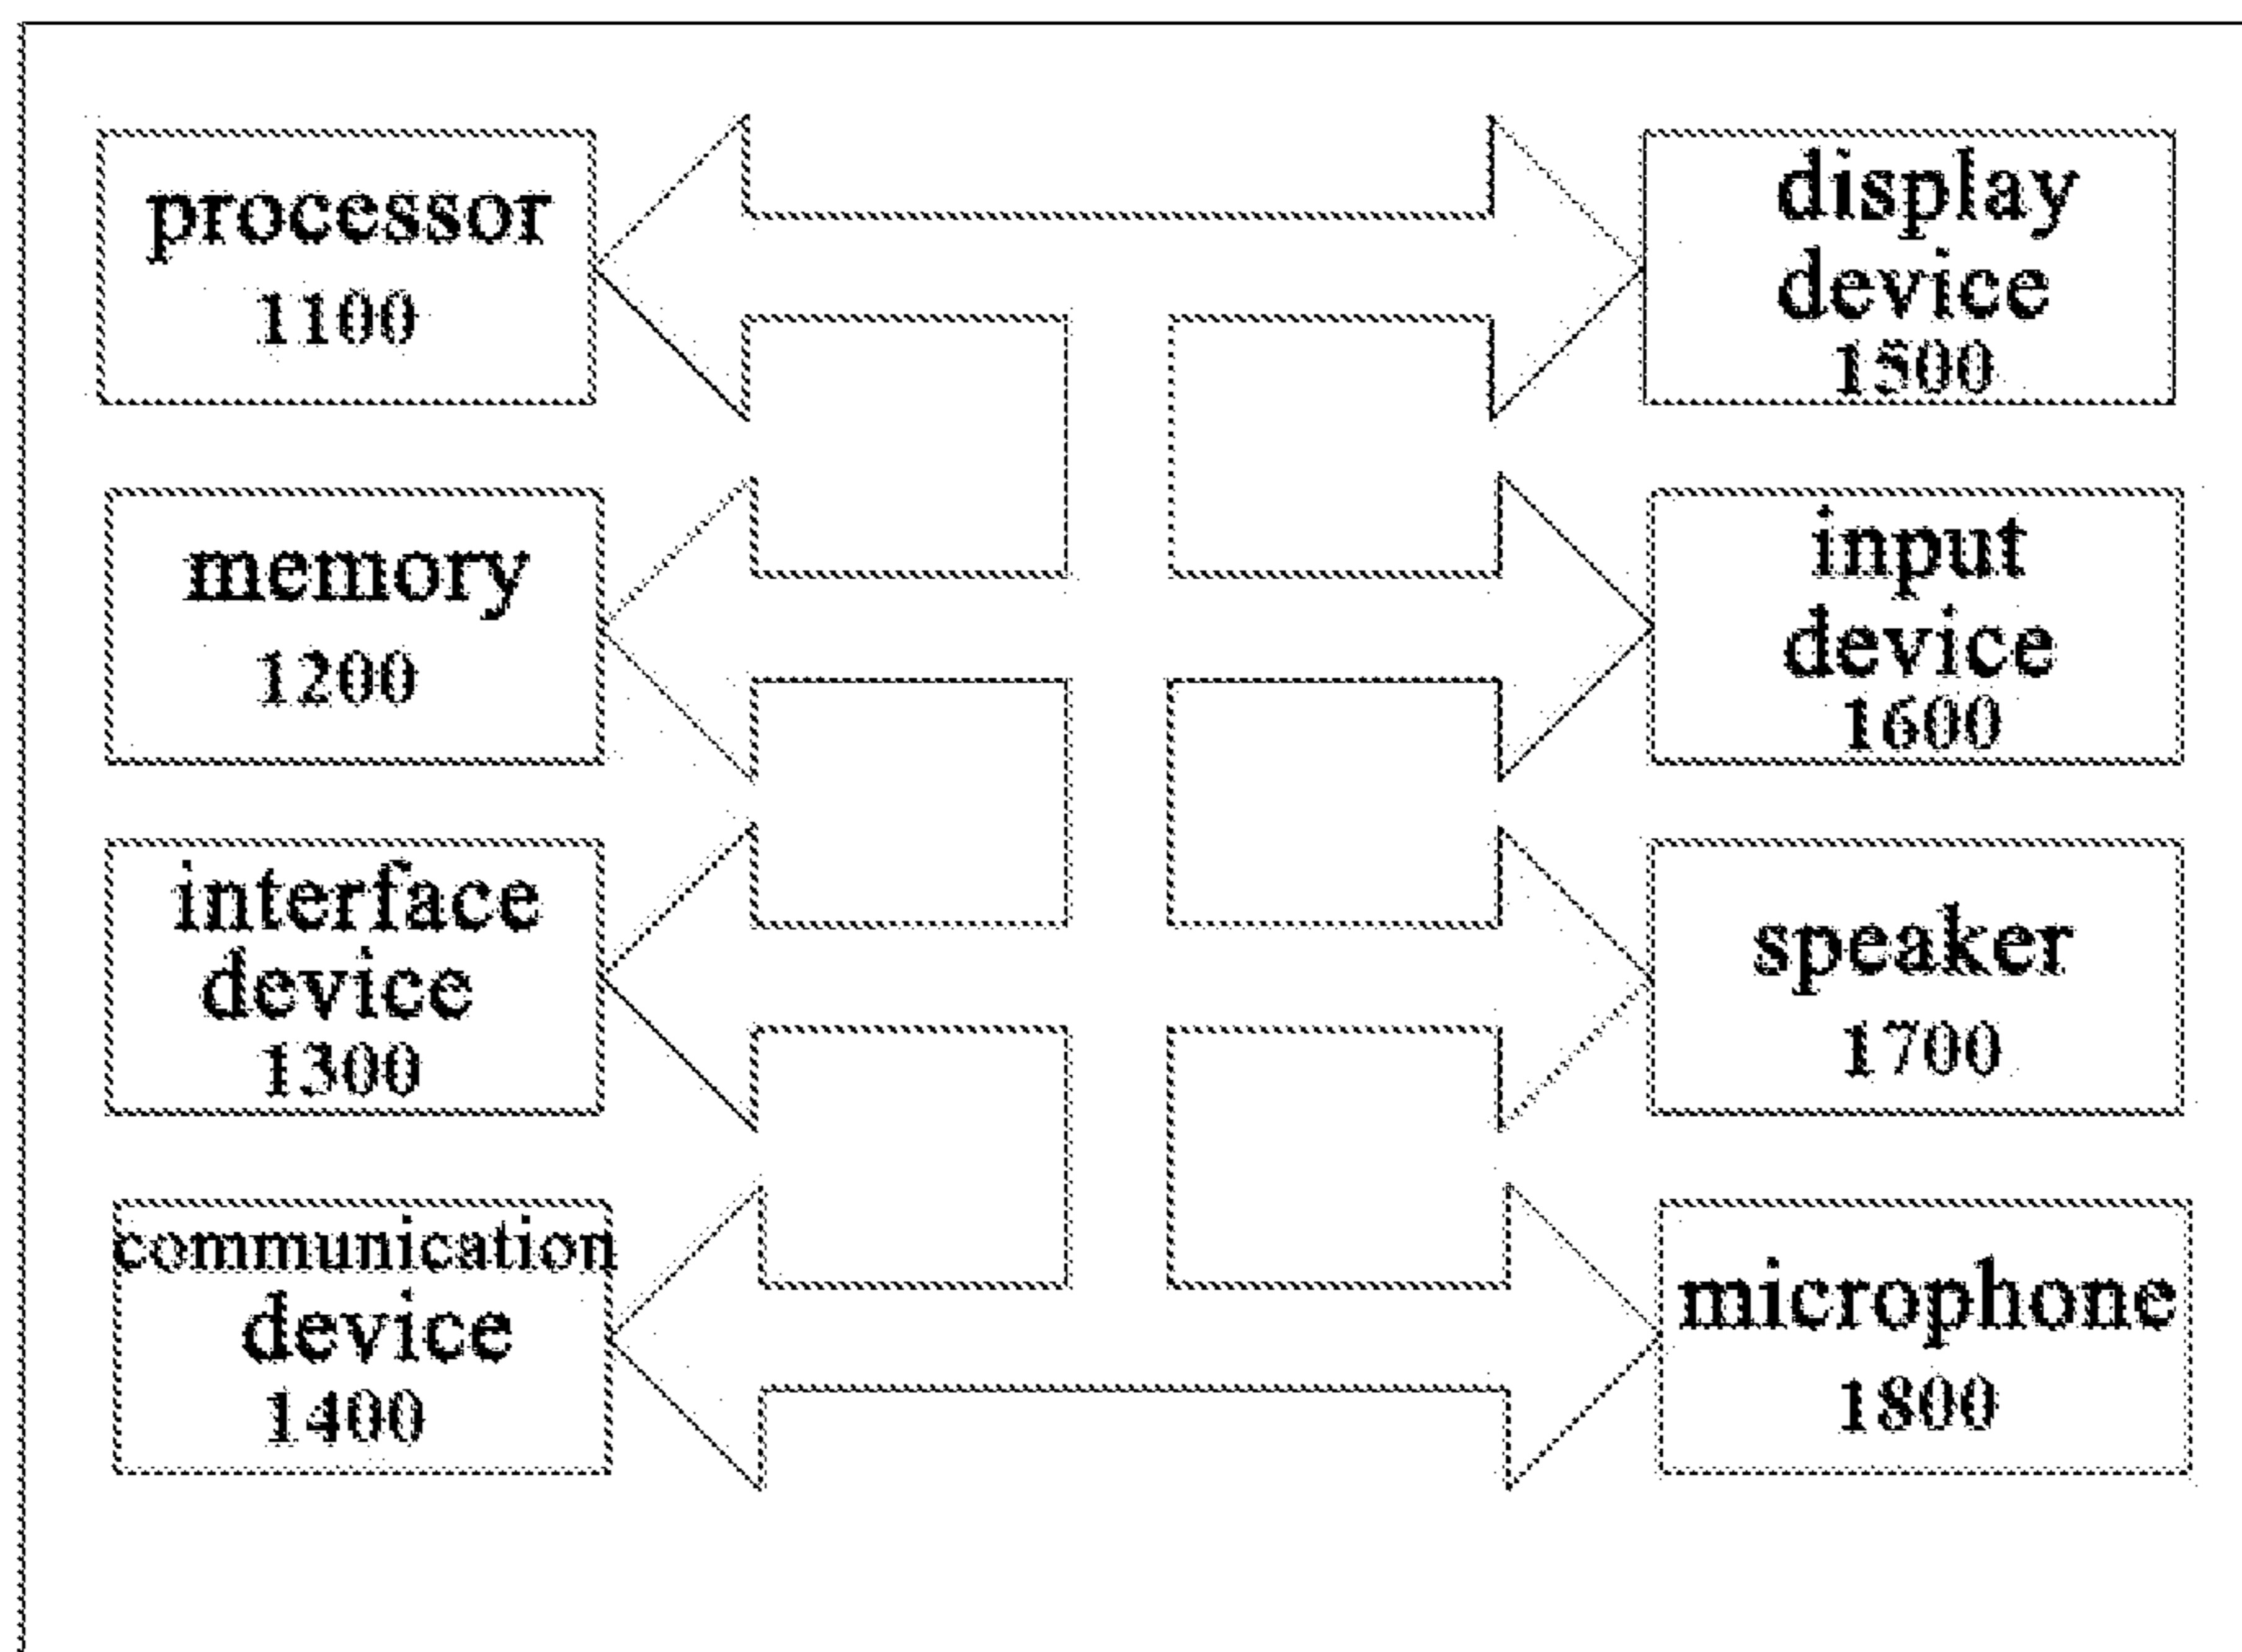 processor
1100
display
device
1500
memory
1200
input
device
1600
interface
device
1300
speaker
1700
communication
device
1400
microphone
1800